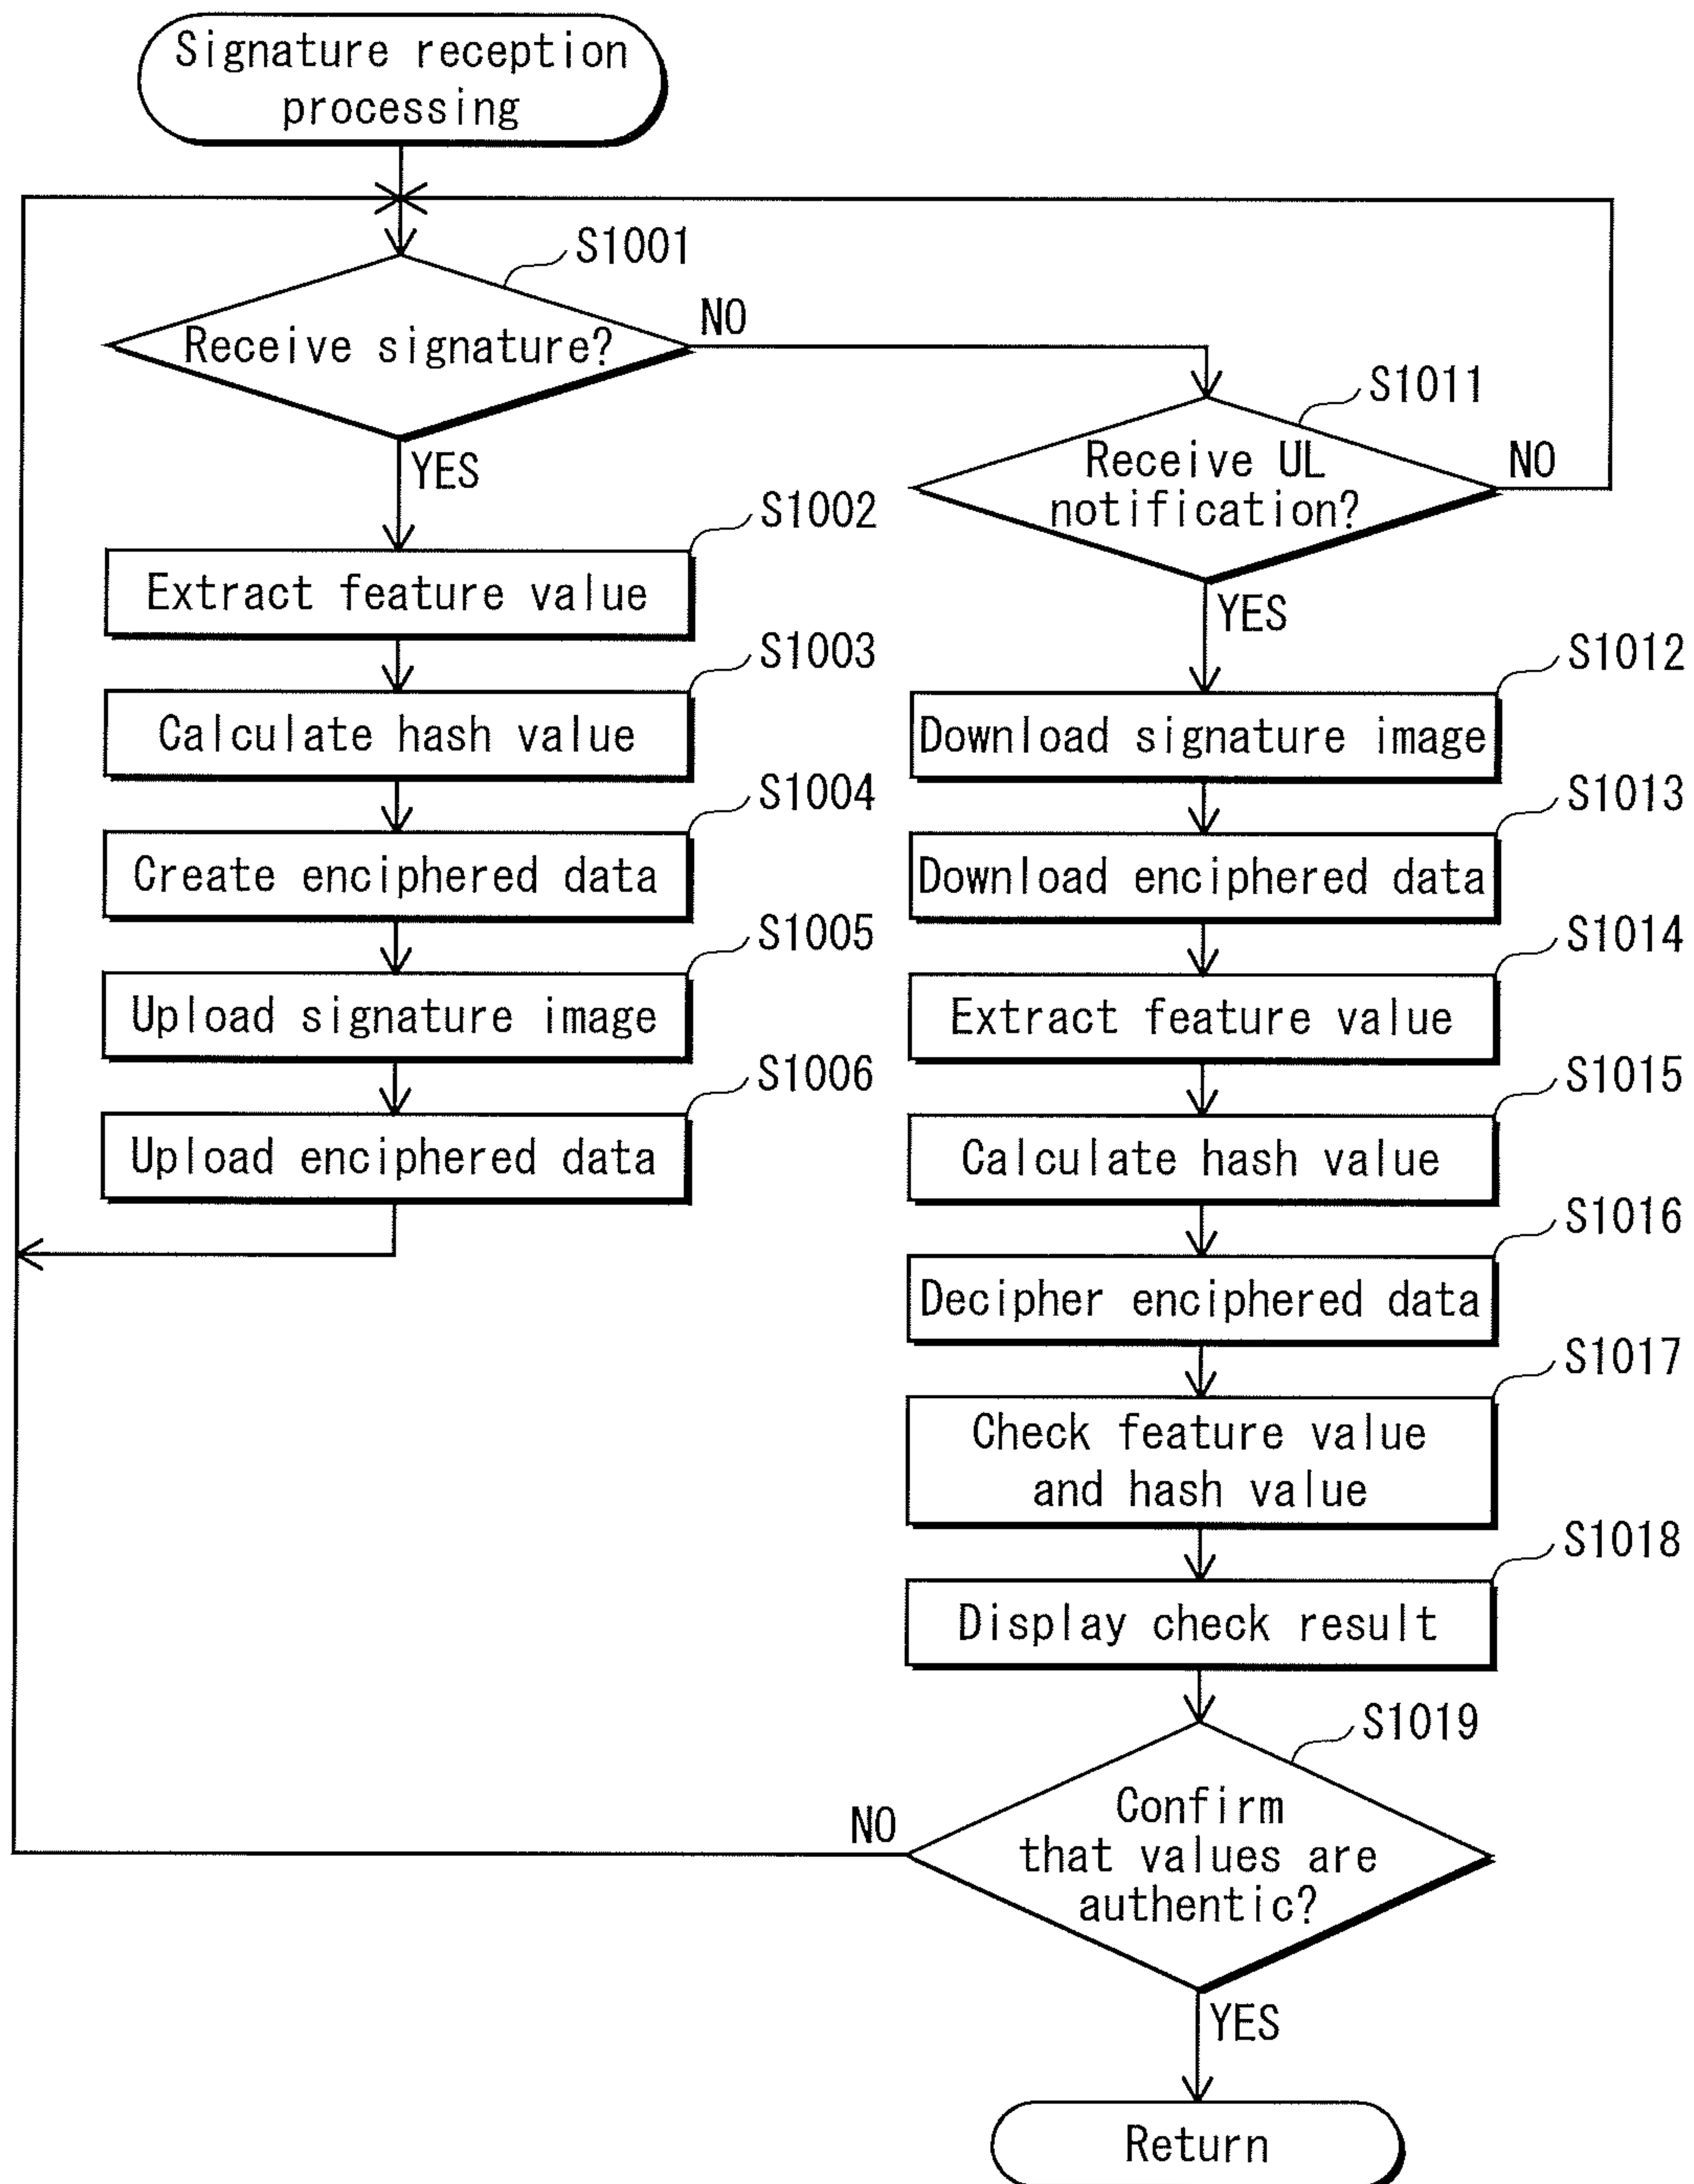 Signature reception
processing
S1001
Receive signature?
NO
YES
S1002
Extract feature value
S1003
Calculate hash value
S1004
Create enciphered data
S1005
Upload signature image
S1006
Upload enciphered data
S1011
Receive UL
notification?
NO
YES
S1012
Download signature image
S1013
Download enciphered data
S1014
Extract feature value
S1015
Calculate hash value
S1016
Decipher enciphered data
S1017
Check feature value
and hash value
S1018
Display check result
S1019
Confirm
that values are
authentic?
NO
YES
Return